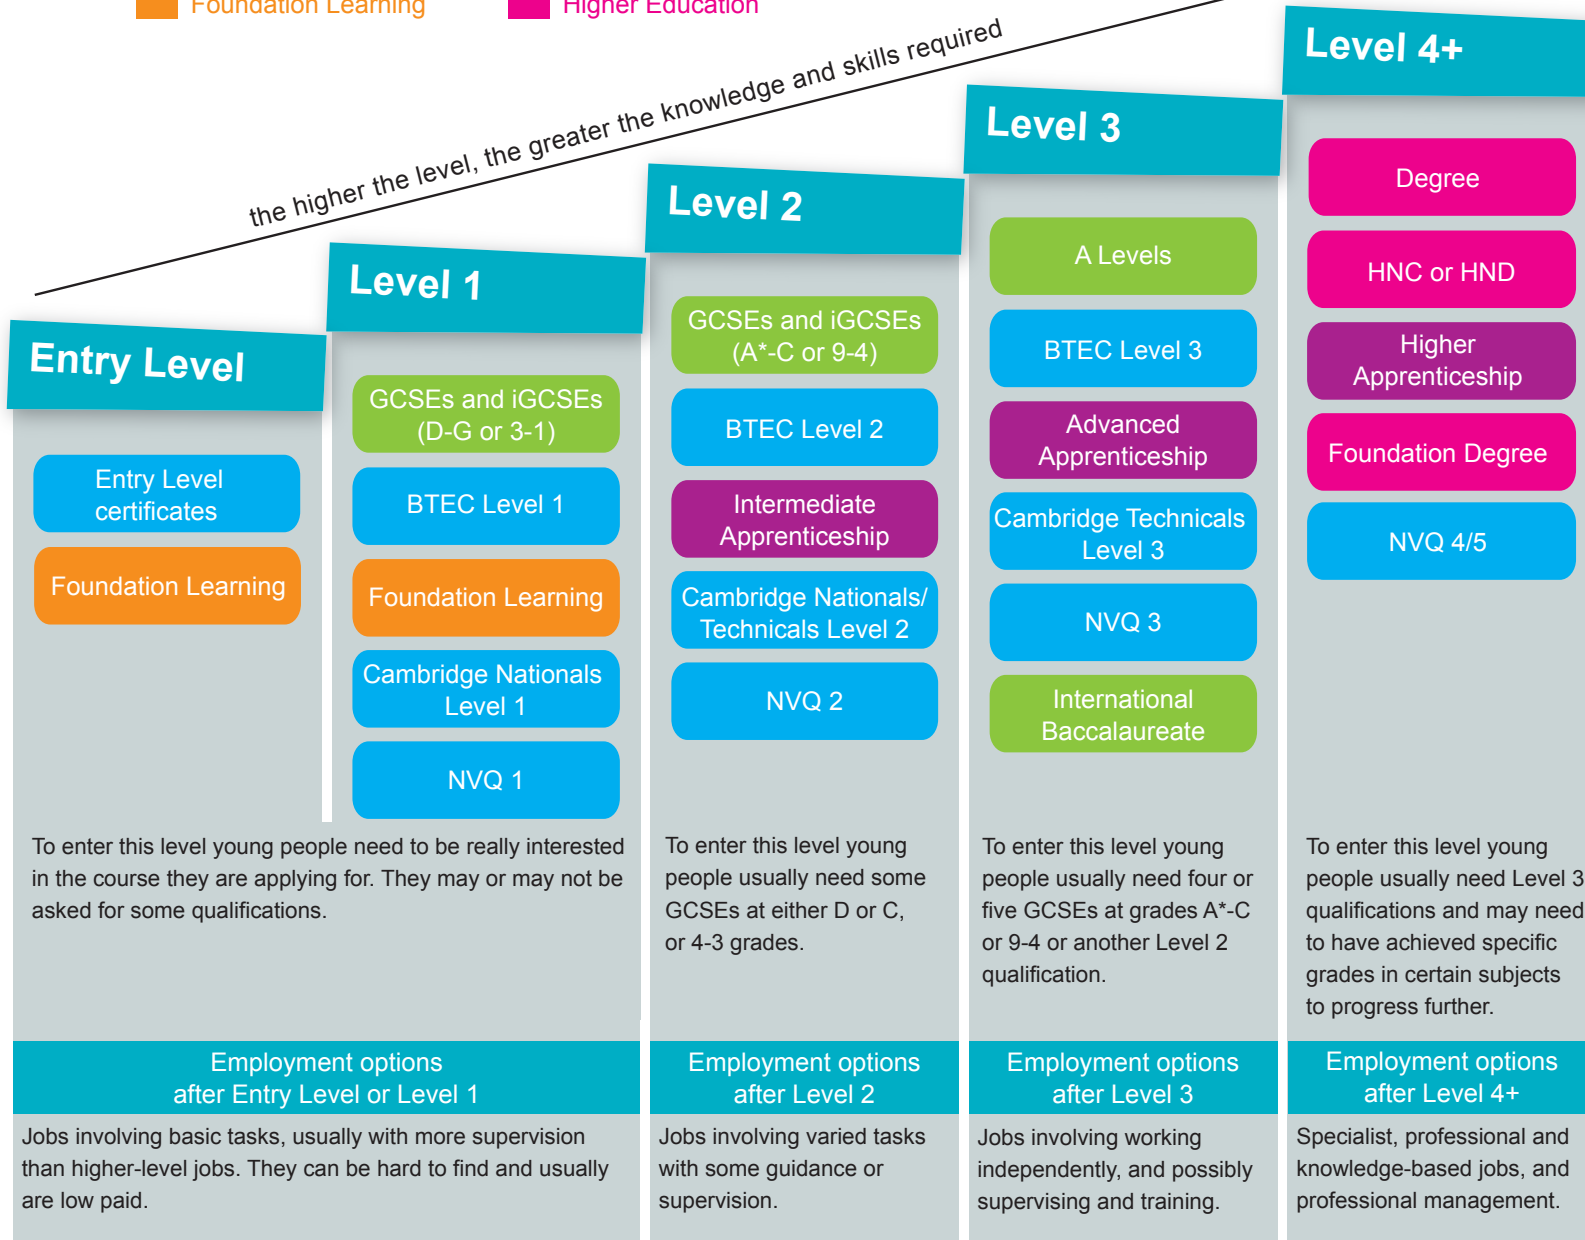 Foundation Learning
Higher Education
the higher the level, the greater the knowledge and skills required
Entry Level
Entry Level
certificates
Foundation Learning
Level 1
GCSEs and iGCSEs
(D-G or 3-1)
BTEC Level 1
Foundation Learning
Cambridge Nationals
Level 1
NVQ 1
To enter this level young people need to be really interested
in the course they are applying for. They may or may not be
asked for some qualifications.
Employment options
after Entry Level or Level 1
Jobs involving basic tasks, usually with more supervision
than higher-level jobs. They can be hard to find and usually
are low paid.
Level 2
GCSEs and iGCSEs
(A*-C or 9-4)
BTEC Level 2
Intermediate
Apprenticeship
Cambridge Nationals/
Technicals Level 2
NVQ 2
To enter this level young
people usually need some
GCSEs at either D or C,
or 4-3 grades.
Employment options
after Level 2
Jobs involving varied tasks
with some guidance or
supervision.
Level 3
A Levels
BTEC Level 3
Advanced
Apprenticeship
Cambridge Technicals
Level 3
NVQ 3
International
Baccalaureate
To enter this level young
people usually need four or
five GCSEs at grades A*-C
or 9-4 or another Level 2
qualification.
Employment options
after Level 3
Jobs involving working
independently, and possibly
supervising and training.
Level 4+
Degree
HNC or HND
Higher
Apprenticeship
Foundation Degree
NVQ 4/5
To enter this level young
people usually need Level 3
qualifications and may need
to have achieved specific
grades in certain subjects
to progress further.
Employment options
after Level 4+
Specialist, professional and
knowledge-based jobs, and
professional management.